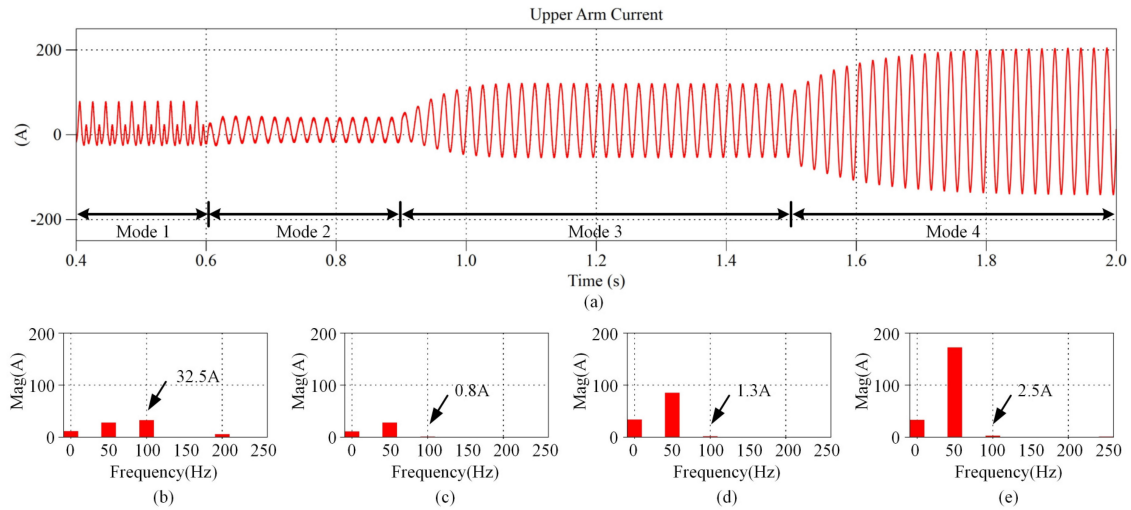 Upper Arm Current
200
0
-200
(A)
Mode 1
Mode 2
Mode 3
Mode 4
0.4
0.6
0.8
1.0
1.2
1.4
1.6
1.8
2.0
Time (s)
(a)
200
100
0
Mag(A)
32.5A
0 50 100 150 200 250
Frequency(Hz)
(b)
200
100
0
Mag(A)
0.8A
0 50 100 150 200 250
Frequency(Hz)
(c)
200
100
0
Mag(A)
1.3A
0 50 100 150 200 250
Frequency(Hz)
(d)
200
100
0
Mag(A)
2.5A
0 50 100 150 200 250
Frequency(Hz)
(e)